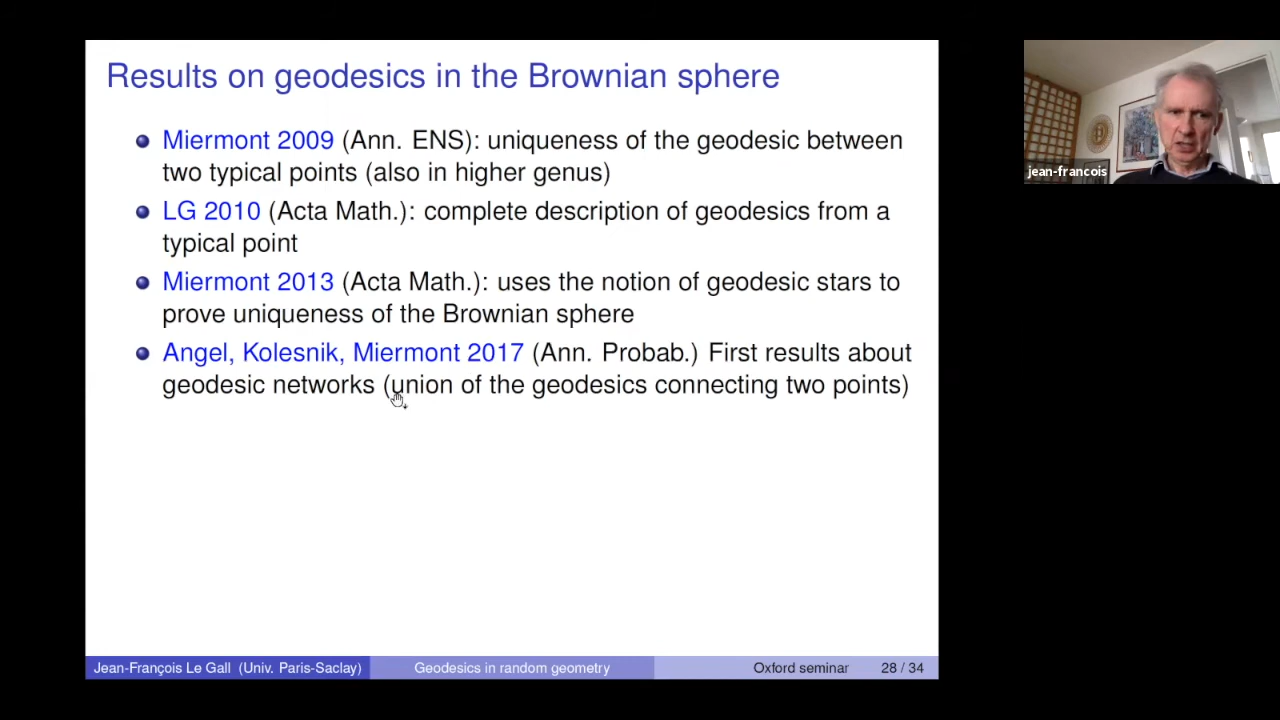 Results on geodesics in the Brownian sphere
Miermont 2009 (Ann. ENS): uniqueness of the geodesic between
two typical points (also in higher genus)
LG 2010 (Acta Math.): complete description of geodesics from a
typical point
Miermont 2013 (Acta Math.): uses the notion of geodesic stars to
prove uniqueness of the Brownian sphere
Angel, Kolesnik, Miermont 2017 (Ann. Probab.) First results about
geodesic networks (union of the geodesics connecting two points)
Jean-François Le Gall (Univ. Paris-Saclay) Geodesics in random geometry Oxford seminar 28 / 34
jean-francois